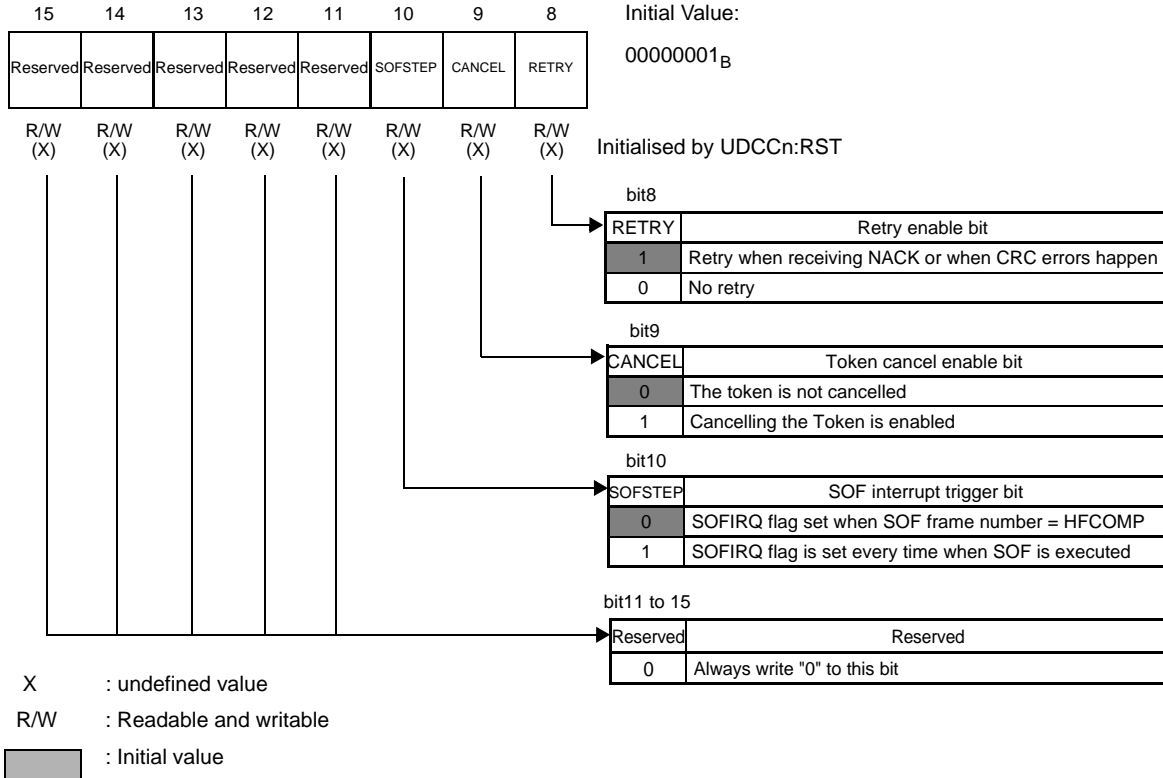 15 14 13 12 11 10 9 8
Initial Value:
Reserved Reserved Reserved Reserved Reserved SOFSTEP CANCEL RETRY
00000001B
R/W R/W R/W R/W R/W R/W R/W R/W
(X) (X) (X) (X) (X) (X) (X) (X)
Initialised by UDCCn:RST
bit8
RETRY Retry enable bit
1 Retry when receiving NACK or when CRC errors happen
0 No retry
bit9
CANCEL Token cancel enable bit
0 The token is not cancelled
1 Cancelling the Token is enabled
bit10
SOFSTEP SOF interrupt trigger bit
0 SOFIRQ flag set when SOF frame number = HFCOMP
1 SOFIRQ flag is set every time when SOF is executed
bit11 to 15
Reserved Reserved
0 Always write "0" to this bit
X : undefined value
R/W : Readable and writable
: Initial value